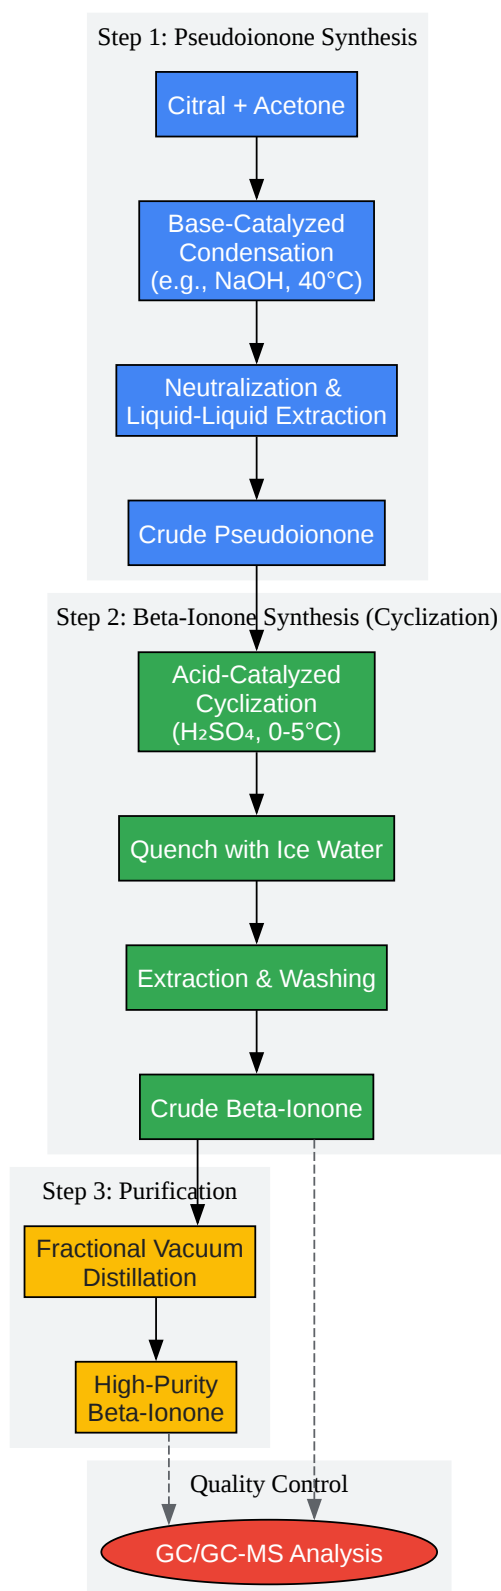 Step 1: Pseudoionone Synthesis
Citral + Acetone
Base-Catalyzed
Condensation
(e.g., NaOH, 40°C)
Neutralization &
Liquid-Liquid Extraction
Crude Pseudoionone
Step 2: Beta-Ionone Synthesis (Cyclization)
Acid-Catalyzed
Cyclization
(H₂SO₄, 0-5°C)
Quench with Ice Water
Extraction & Washing
Crude Beta-Ionone
Step 3: Purification
Fractional Vacuum
Distillation
High-Purity
Beta-Ionone
Quality Control
GC/GC-MS Analysis